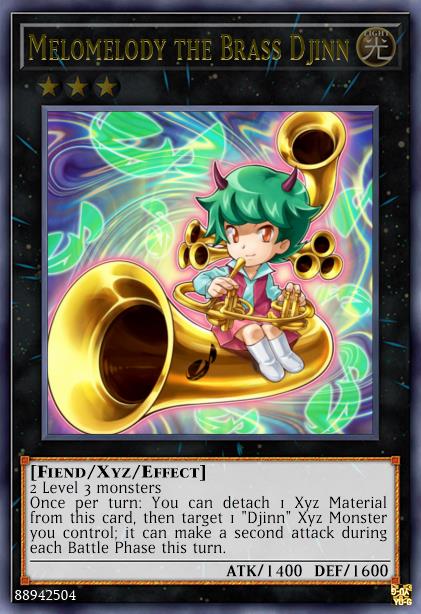 MELOMELODY THE BRASS DJINN
LIGHT
光
[FIEND/XYZ/EFFECT]
2 Level 3 monsters
Once per turn: You can detach 1 Xyz Material
from this card, then target 1 "Djinn" Xyz Monster
you control; it can make a second attack during
each Battle Phase this turn.
ATK/1400 DEF/1600
88942504